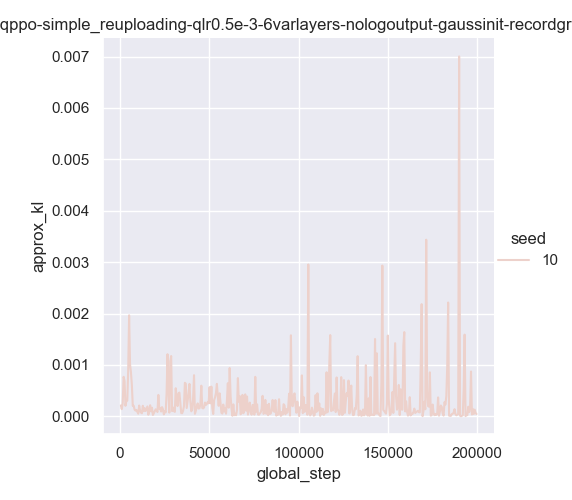 qppo-simple_reuploading-qlr0.5e-3-6varlayers-nologoutput-gaussinit-recordgr
0.007
0.006
0.005
0.004
0.003
0.002
0.001
0.000
approx_kl
0 50000 100000 150000 200000
global_step
seed
10